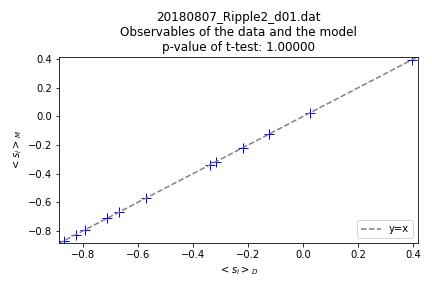 20180807_Ripple2_d01.dat
Observables of the data and the model
p-value of t-test: 1.00000
0.4
0.2
0.0
−0.2
−0.4
−0.6
−0.8
< s_i >_M
y=x
−0.8
−0.6
−0.4
−0.2
0.0
0.2
0.4
< s_i >_D